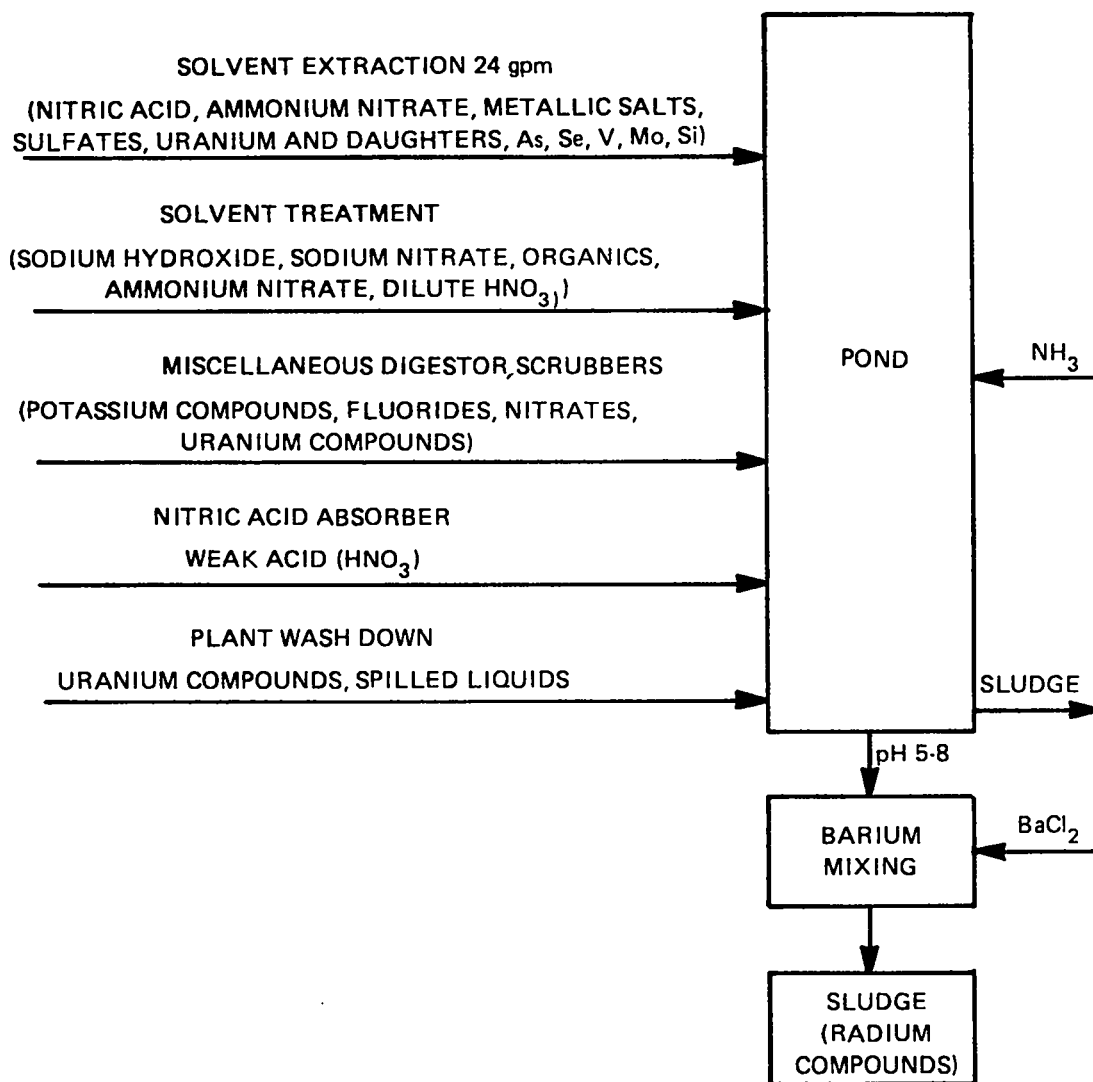 SOLVENT EXTRACTION 24 gpm
(NITRIC ACID, AMMONIUM NITRATE, METALLIC SALTS,
SULFATES, URANIUM AND DAUGHTERS, As, Se, V, Mo, Si)
SOLVENT TREATMENT
(SODIUM HYDROXIDE, SODIUM NITRATE, ORGANICS,
AMMONIUM NITRATE, DILUTE HNO3))
MISCELLANEOUS DIGESTOR, SCRUBBERS
(POTASSIUM COMPOUNDS, FLUORIDES, NITRATES,
URANIUM COMPOUNDS)
NITRIC ACID ABSORBER
WEAK ACID (HNO3)
PLANT WASH DOWN
URANIUM COMPOUNDS, SPILLED LIQUIDS
POND
NH3
SLUDGE
pH 5-8
BARIUM
MIXING
BaCl2
SLUDGE
(RADIUM
COMPOUNDS)